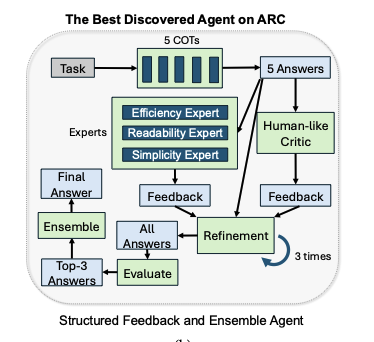 The Best Discovered Agent on ARC
5 COTs
Task
5 Answers
Experts
Efficiency Expert
Readability Expert
Simplicity Expert
Human-like
Critic
Feedback
Feedback
Final
Answer
Ensemble
Top-3
Answers
All
Answers
Evaluate
Refinement
3 times
Structured Feedback and Ensemble Agent